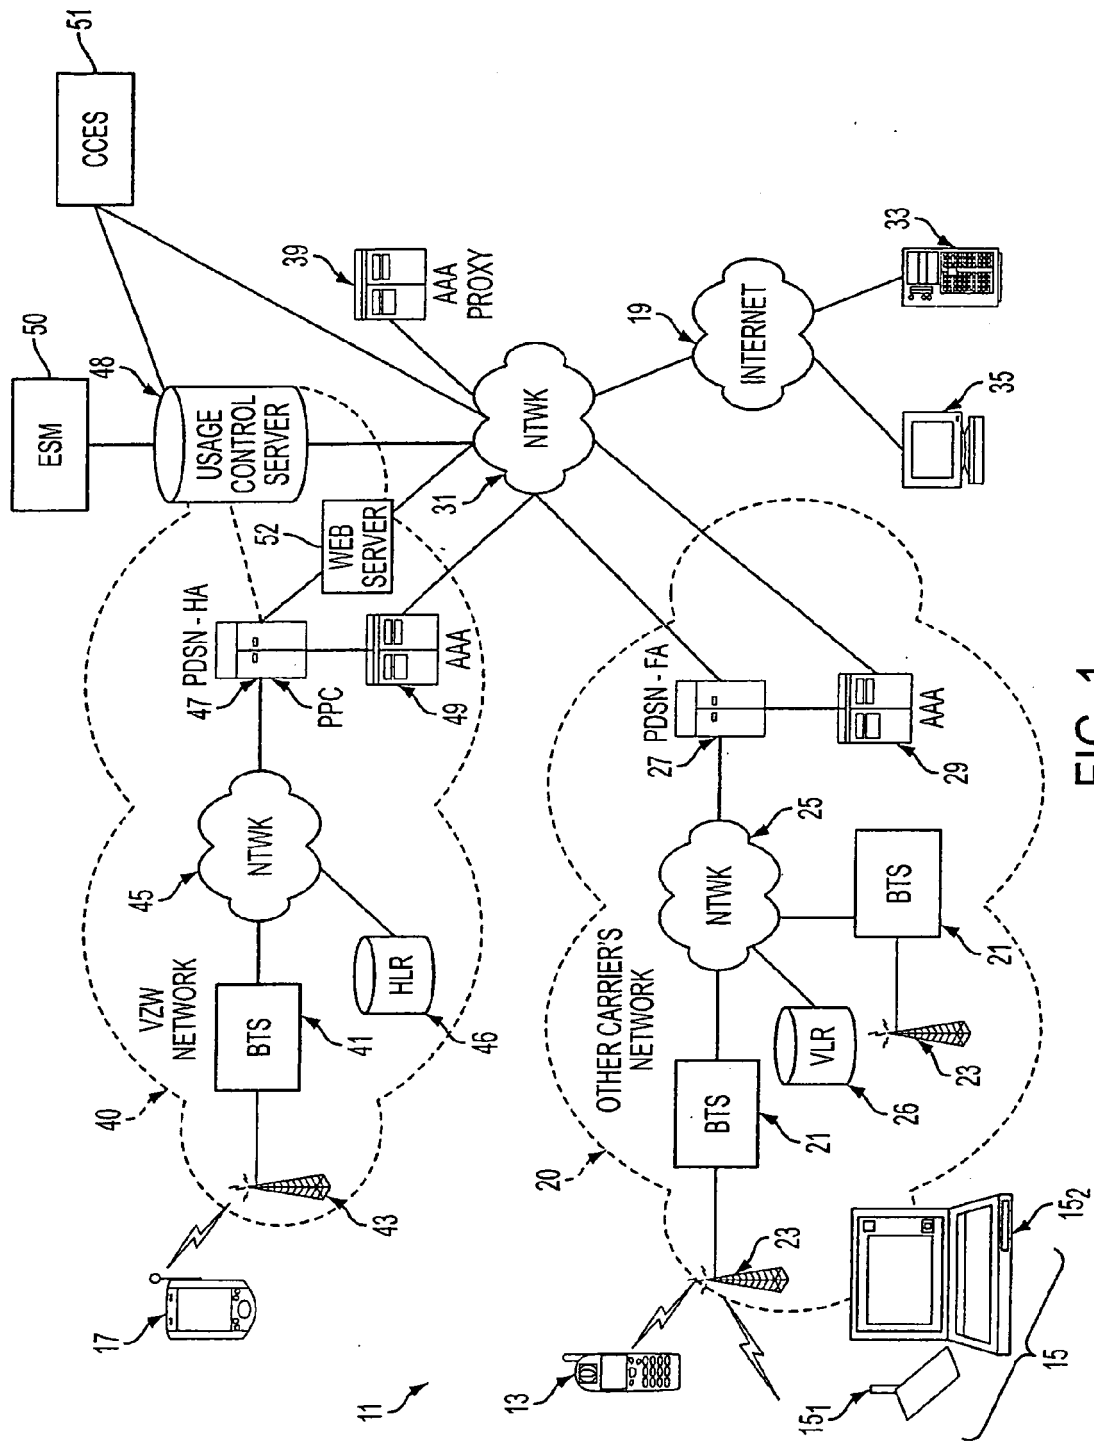 51
CCES
50
ESM
48
USAGE
CONTROL
SERVER
39
AAA
PROXY
52
WEB
SERVER
31
NTWK
19
INTERNET
33
35
47
PDSN - HA
PPC
49
AAA
45
NTWK
HLR
46
VZW
NETWORK
BTS
41
40
43
17
27
PDSN - FA
29
AAA
25
NTWK
BTS
21
23
VLR
26
OTHER CARRIER'S
NETWORK
BTS
21
20
23
13
11
15₁
15₂
15
FIG. 1